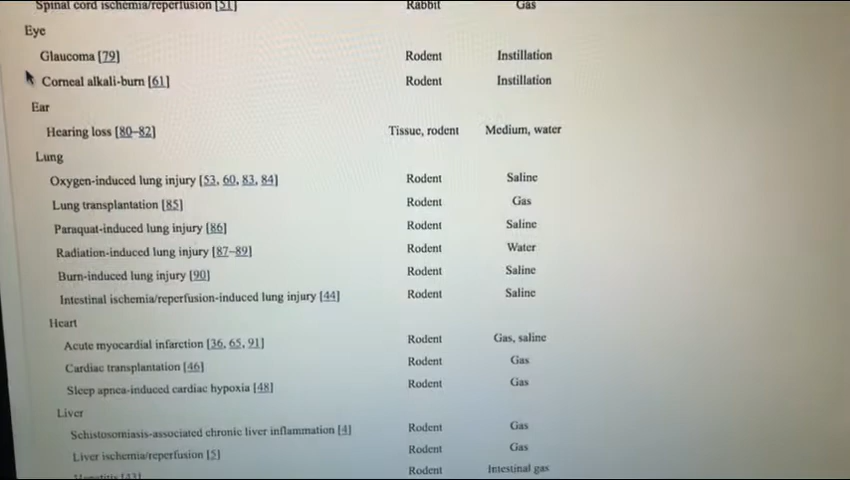 Spinal cord ischemia/reperfusion [51] Rabbit Gas
Eye
Glaucoma [79] Rodent Instillation
Corneal alkali-burn [61] Rodent Instillation
Ear
Hearing loss [80–82] Tissue, rodent Medium, water
Lung
Oxygen-induced lung injury [53, 60, 83, 84] Rodent Saline
Lung transplantation [85] Rodent Gas
Paraquat-induced lung injury [86] Rodent Saline
Radiation-induced lung injury [87–89] Rodent Water
Burn-induced lung injury [90] Rodent Saline
Intestinal ischemia/reperfusion-induced lung injury [44] Rodent Saline
Heart
Acute myocardial infarction [36, 65, 91] Rodent Gas, saline
Cardiac transplantation [46] Rodent Gas
Sleep apnea-induced cardiac hypoxia [48] Rodent Gas
Liver
Schistosomiasis-associated chronic liver inflammation [4] Rodent Gas
Liver ischemia/reperfusion [5] Rodent Gas
Hepatitis [43] Rodent Intestinal gas